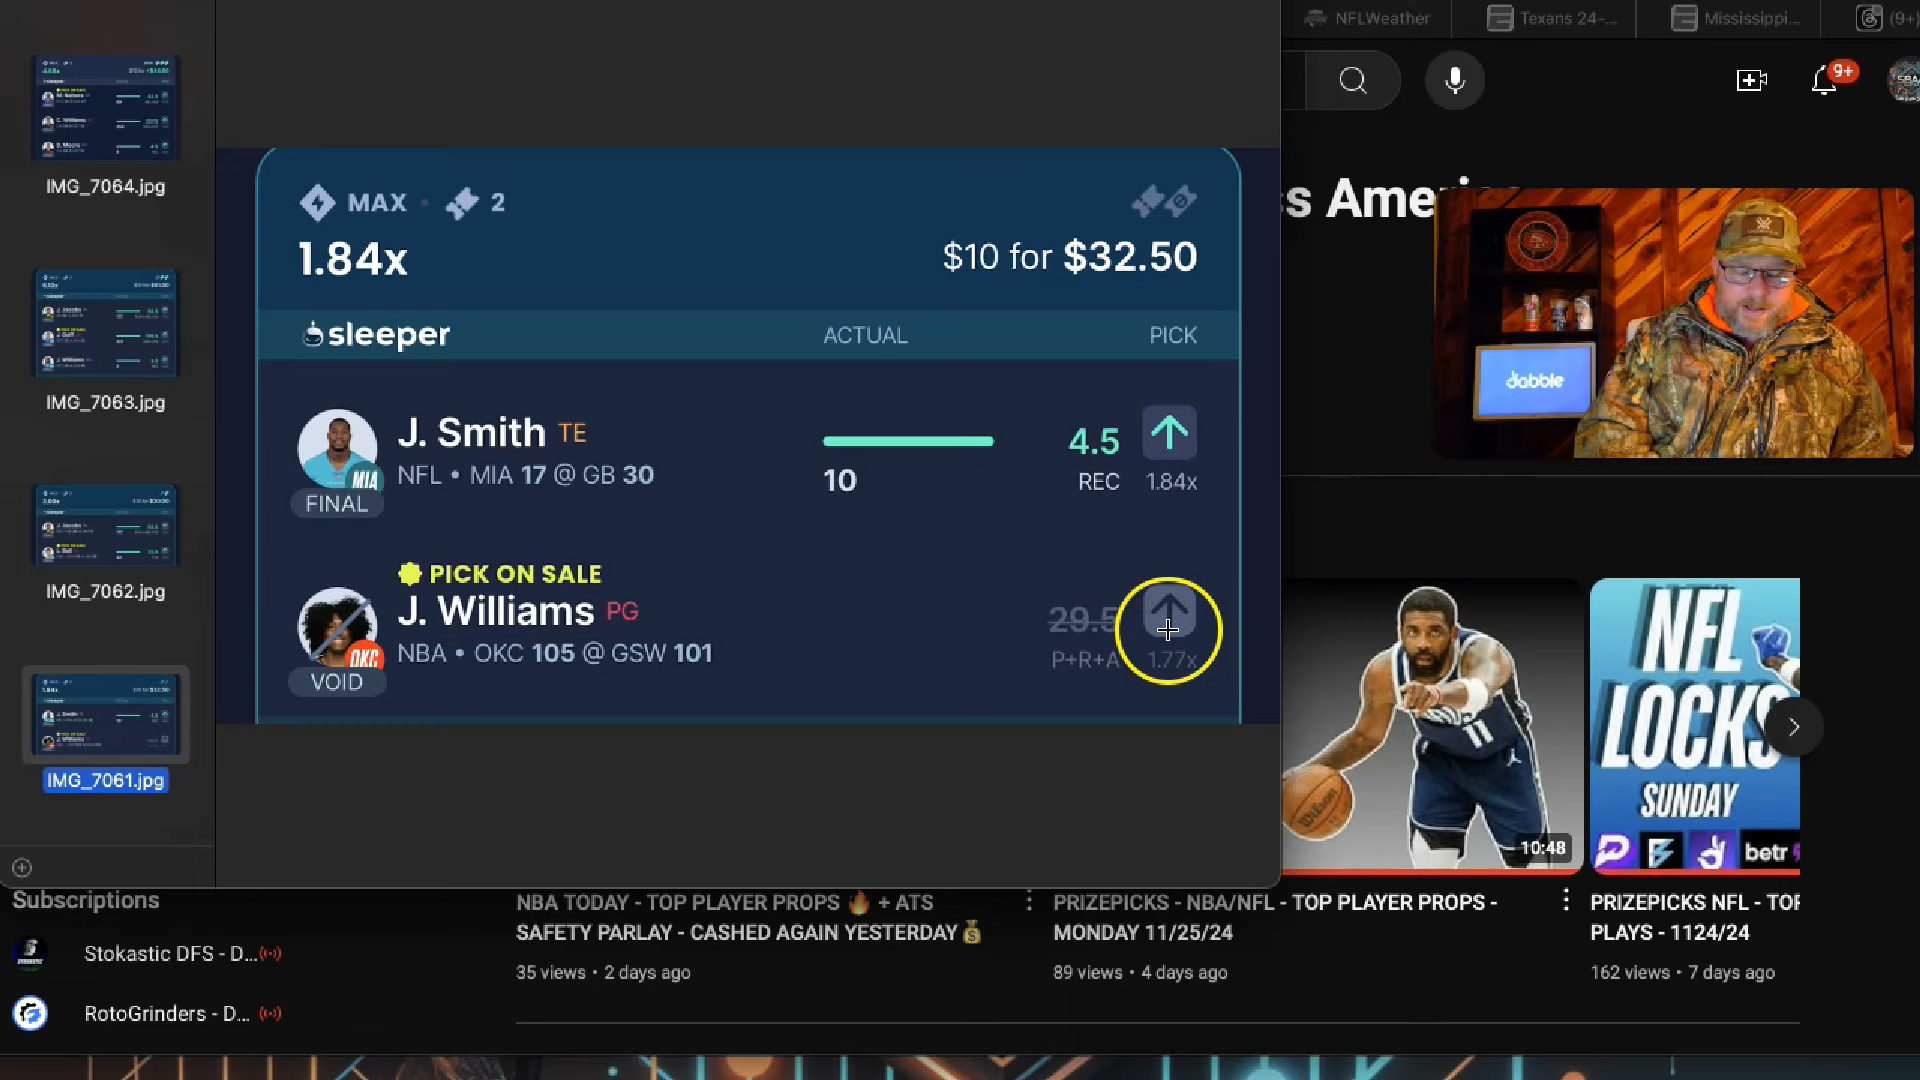 NFLWeather
Texans 24-...
Mississippi...
(9+)
9+
ss Ame
IMG_7064.jpg
IMG_7063.jpg
IMG_7062.jpg
IMG_7061.jpg
MAX • 2
1.84x
$10 for $32.50
sleeper
ACTUAL
PICK
J. Smith TE
NFL • MIA 17 @ GB 30
MIA
FINAL
10
4.5
REC
1.84x
PICK ON SALE
J. Williams PG
NBA • OKC 105 @ GSW 101
OKC
VOID
29.5
P+R+A
1.77x
dabble
NFL
LOCKS
SUNDAY
betr
10:48
Subscriptions
Stokastic DFS - D...
RotoGrinders - D...
NBA TODAY - TOP PLAYER PROPS 🔥 + ATS
SAFETY PARLAY - CASHED AGAIN YESTERDAY💰
35 views • 2 days ago
PRIZEPICKS - NBA/NFL - TOP PLAYER PROPS -
MONDAY 11/25/24
89 views • 4 days ago
PRIZEPICKS NFL - TOP
PLAYS - 1124/24
162 views • 7 days ago